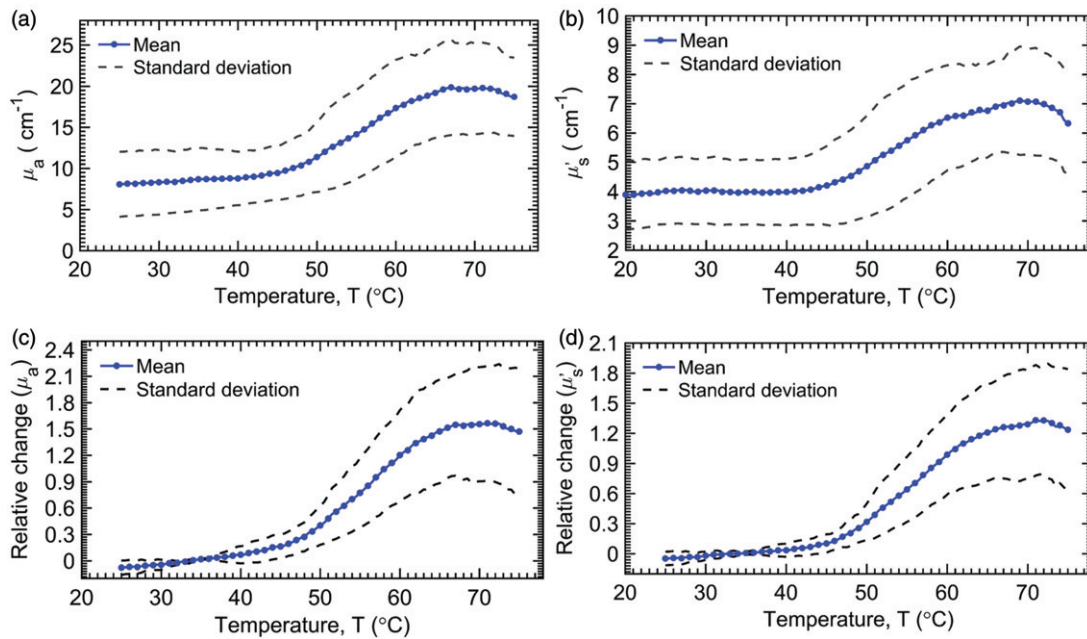 (a)
25
20
15
10
5
0
μa ( cm-1)
Mean
Standard deviation
20 30 40 50 60 70
Temperature, T (°C)
(b)
10
9
8
7
6
5
4
3
2
μ's ( cm-1)
Mean
Standard deviation
20 30 40 50 60 70
Temperature, T (°C)
(c)
2.4
2.1
1.8
1.5
1.2
0.9
0.6
0.3
0
Relative change (μa)
Mean
Standard deviation
20 30 40 50 60 70
Temperature, T (°C)
(d)
2.1
1.8
1.5
1.2
0.9
0.6
0.3
0
Relative change (μ's)
Mean
Standard deviation
20 30 40 50 60 70
Temperature, T (°C)